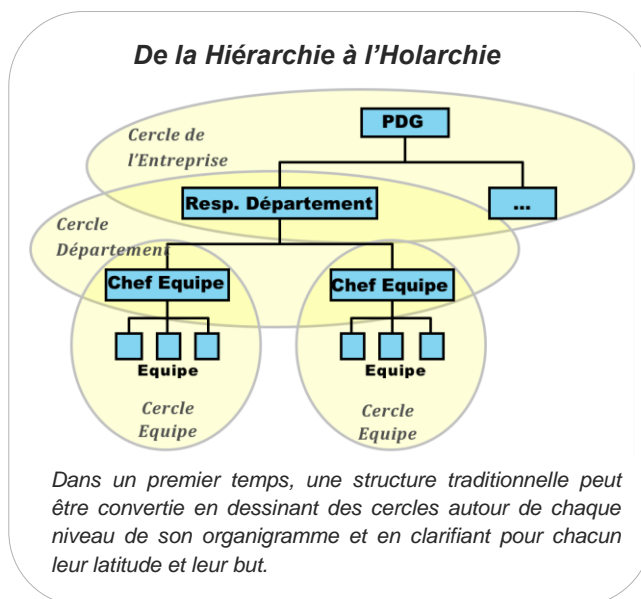 De la Hiérarchie à l’Holarchie
PDG
Cercle de
l’Entreprise
Resp. Département
...
Cercle
Département
Chef Equipe
Chef Equipe
Equipe
Equipe
Cercle
Equipe
Cercle
Equipe
Dans un premier temps, une structure traditionnelle peut
être convertie en dessinant des cercles autour de chaque
niveau de son organigramme et en clarifiant pour chacun
leur latitude et leur but.